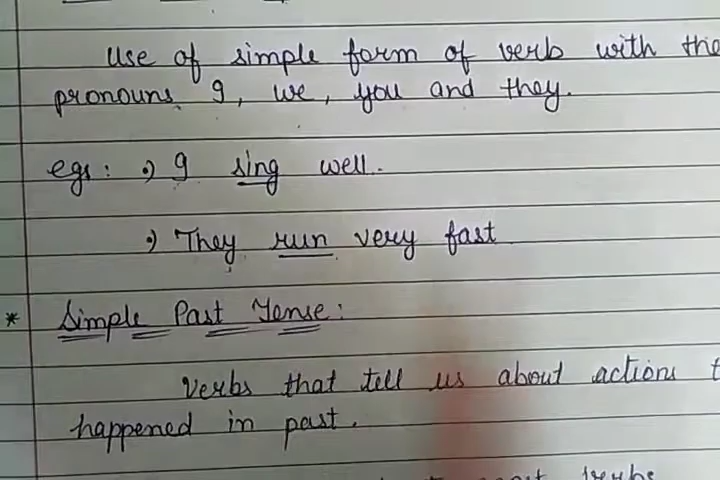 Use of simple form of verb with the
pronouns I, we, you and they.
egs: •) I sing well.
•) They run very fast
* Simple Past Tense:
Verbs that tell us about actions
happened in past.
verbs